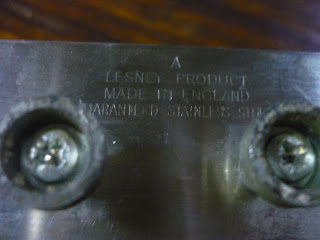 A
LESNEY PRODUCT
MADE IN ENGLAND
GUARANTEED STAINLESS STEEL